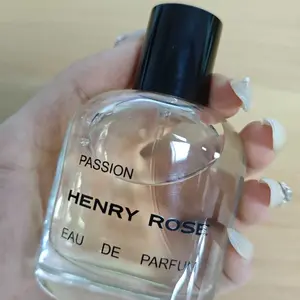 PASSION
HENRY ROSE
EAU DE PARFUM